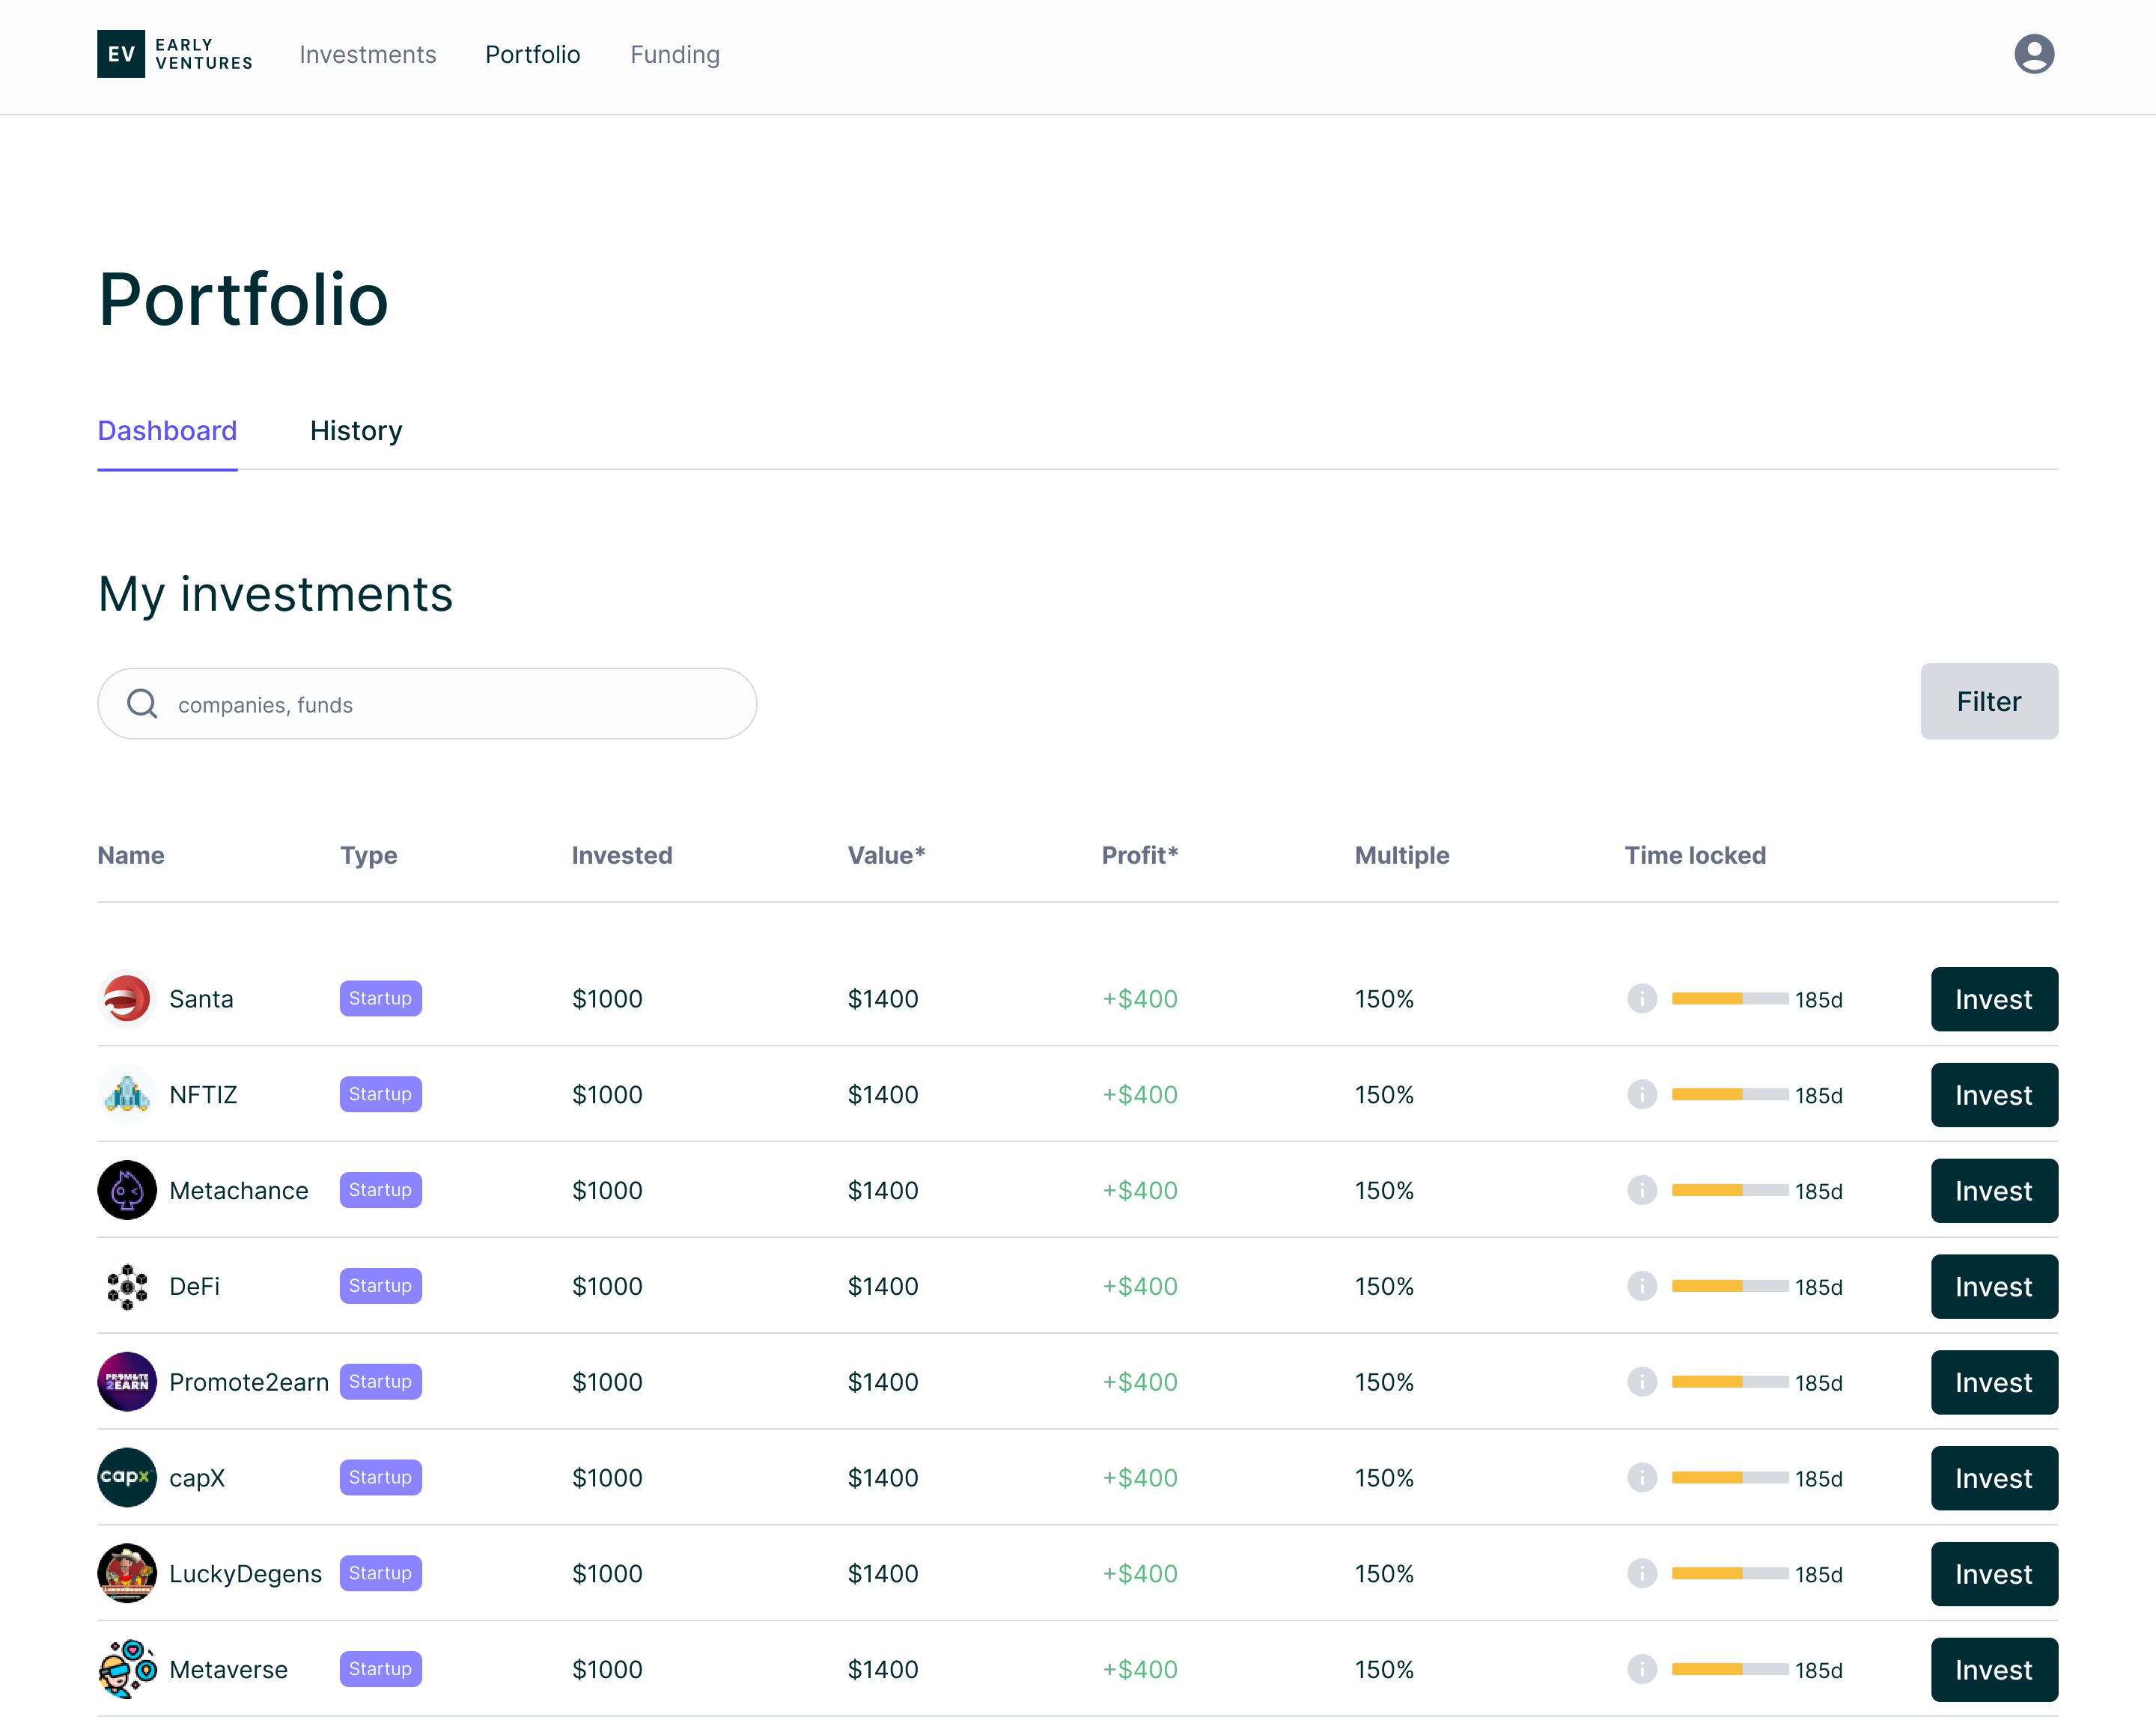 EV EARLY VENTURES Investments Portfolio Funding
Portfolio
Dashboard History
My investments
companies, funds Filter
Name Type Invested Value* Profit* Multiple Time locked
Santa Startup $1000 $1400 +$400 150% 185d Invest
NFTIZ Startup $1000 $1400 +$400 150% 185d Invest
Metachance Startup $1000 $1400 +$400 150% 185d Invest
DeFi Startup $1000 $1400 +$400 150% 185d Invest
PROMOTE 2EARN Promote2earn Startup $1000 $1400 +$400 150% 185d Invest
capx capX Startup $1000 $1400 +$400 150% 185d Invest
LuckyDegens Startup $1000 $1400 +$400 150% 185d Invest
Metaverse Startup $1000 $1400 +$400 150% 185d Invest